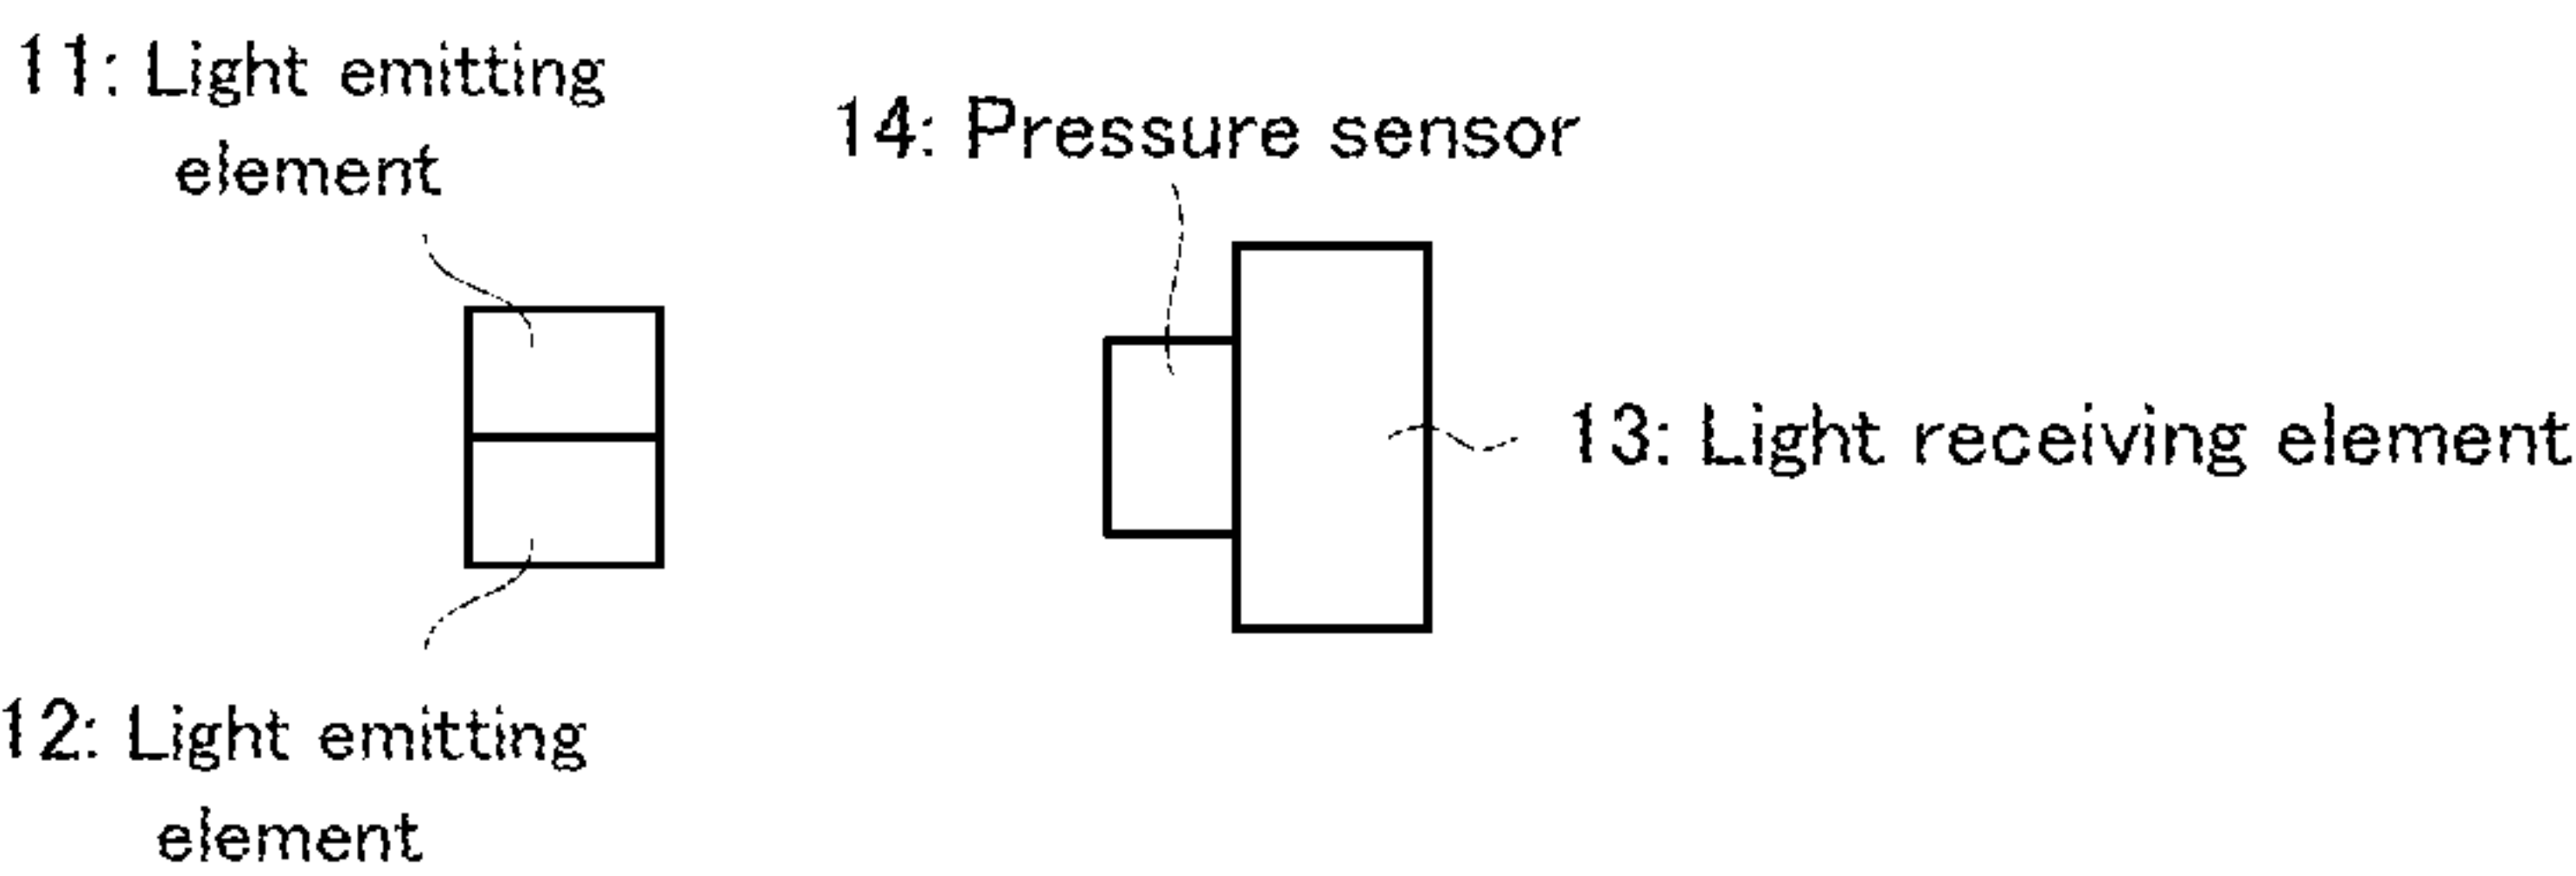 11: Light emitting
element
14: Pressure sensor
13: Light receiving element
12: Light emitting
element